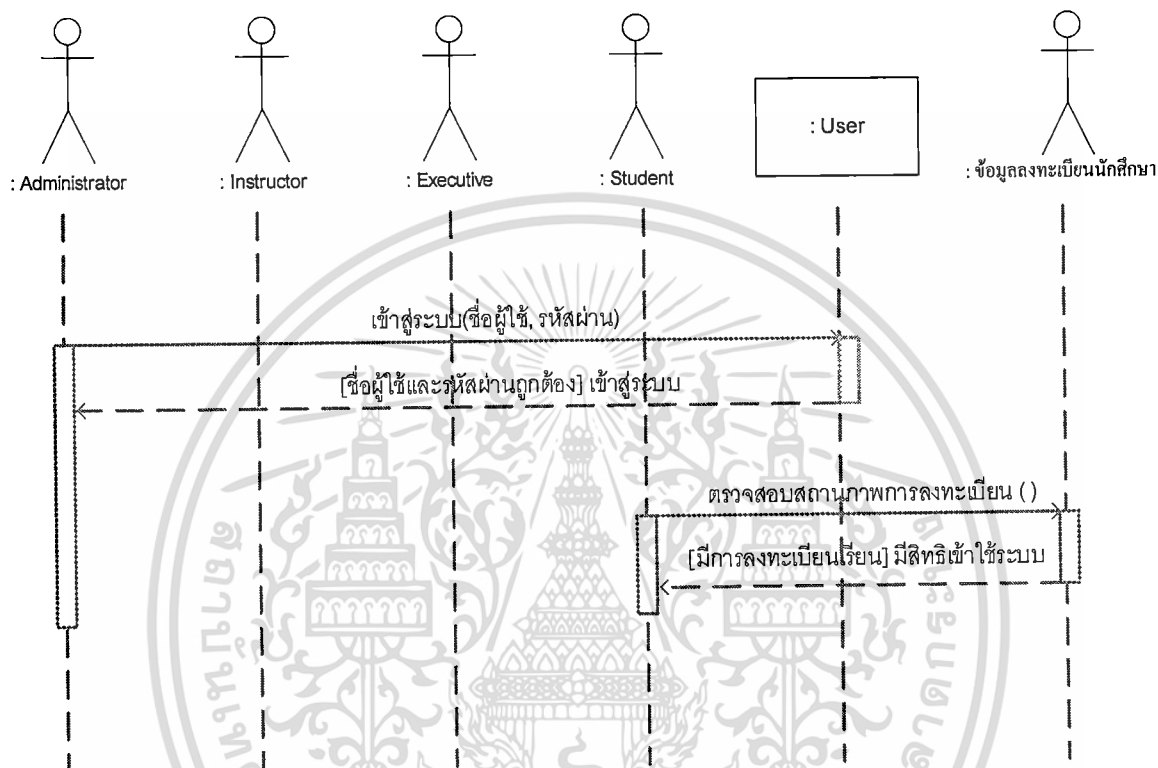 : Administrator
: Instructor
: Executive
: Student
: User
: ข้อมูลลงทะเบียนนักศึกษา
เข้าสู่ระบบ(ชื่อผู้ใช้, รหัสผ่าน)
[ชื่อผู้ใช้และรหัสผ่านถูกต้อง] เข้าสู่ระบบ
ตรวจสอบสถานภาพการลงทะเบียน ( )
[มีการลงทะเบียนเรียน] มีสิทธิเข้าใช้ระบบ